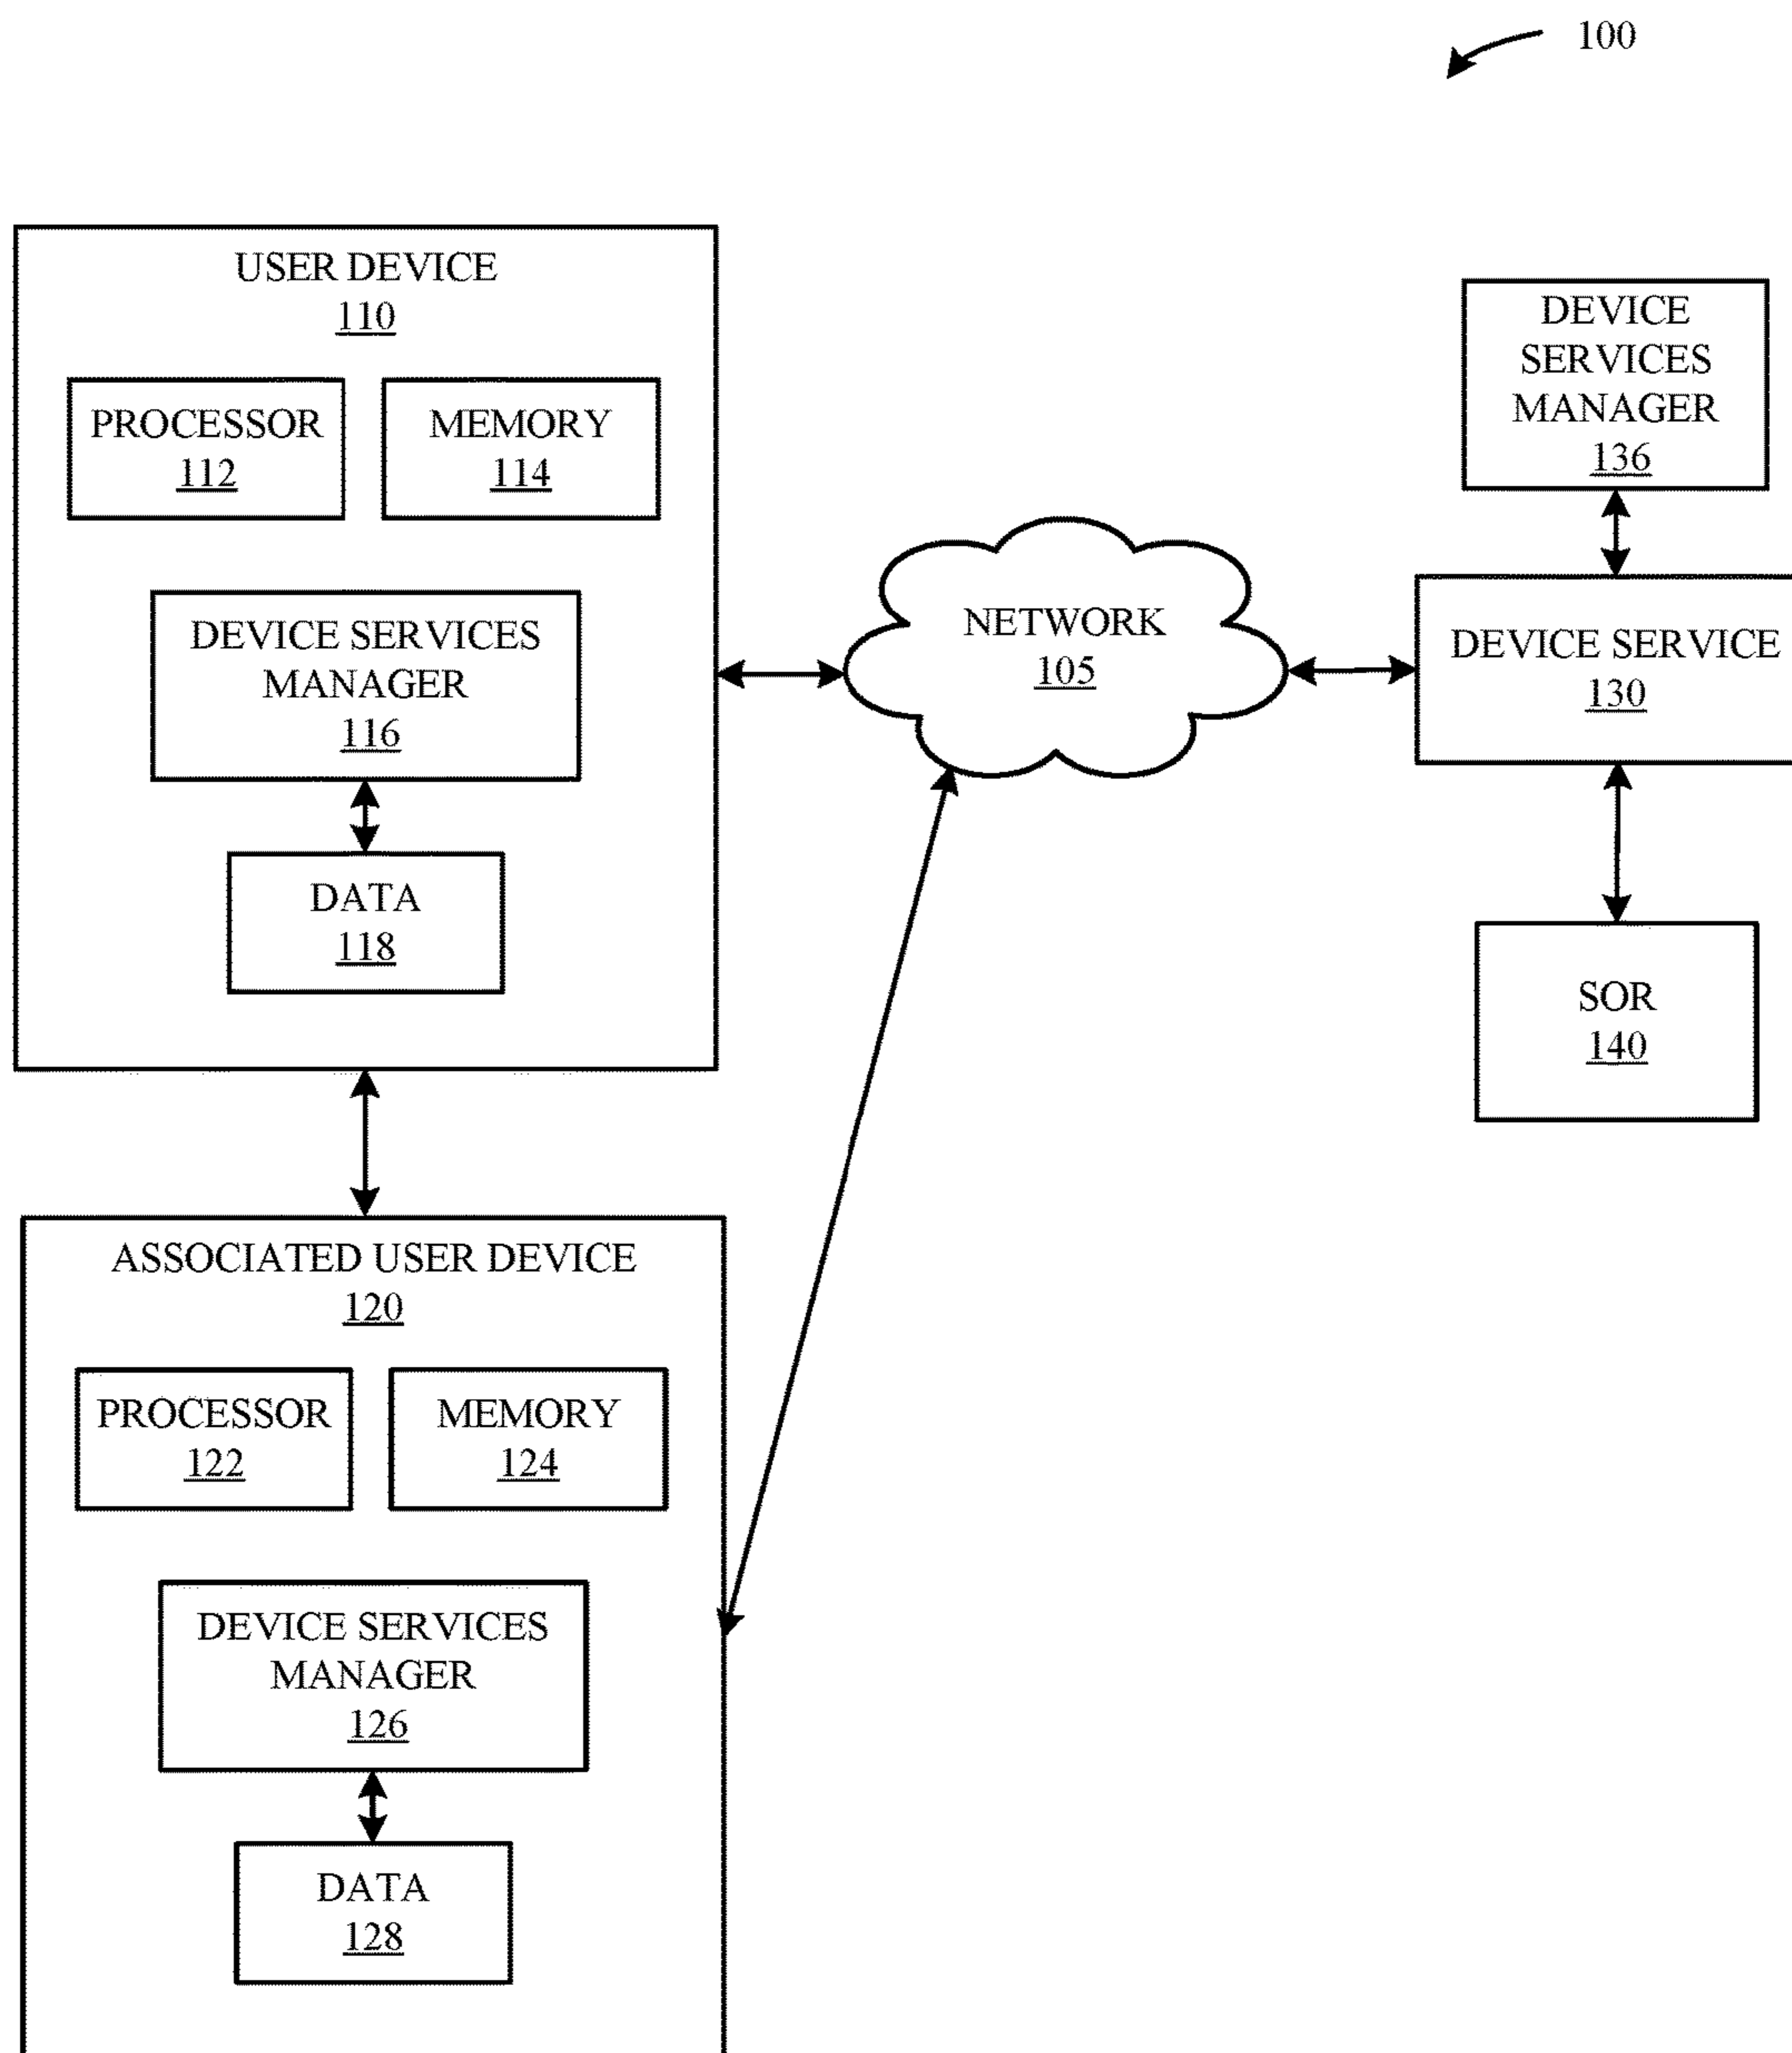 100
USER DEVICE
110
PROCESSOR
112
MEMORY
114
DEVICE SERVICES
MANAGER
116
DATA
118
ASSOCIATED USER DEVICE
120
PROCESSOR
122
MEMORY
124
DEVICE SERVICES
MANAGER
126
DATA
128
NETWORK
105
DEVICE
SERVICES
MANAGER
136
DEVICE SERVICE
130
SOR
140